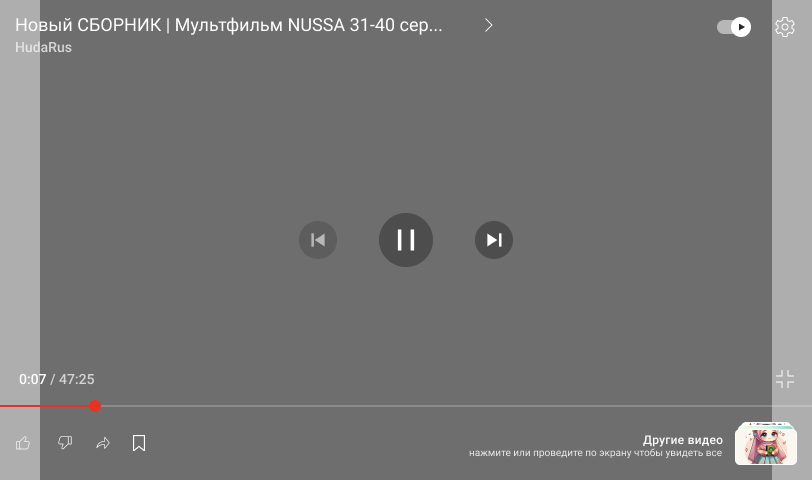 Новый СБОРНИК | Мультфильм NUSSA 31-40 сер...
HudaRus
0:07 / 47:25
Другие видео
нажмите или проведите по экрану чтобы увидеть все